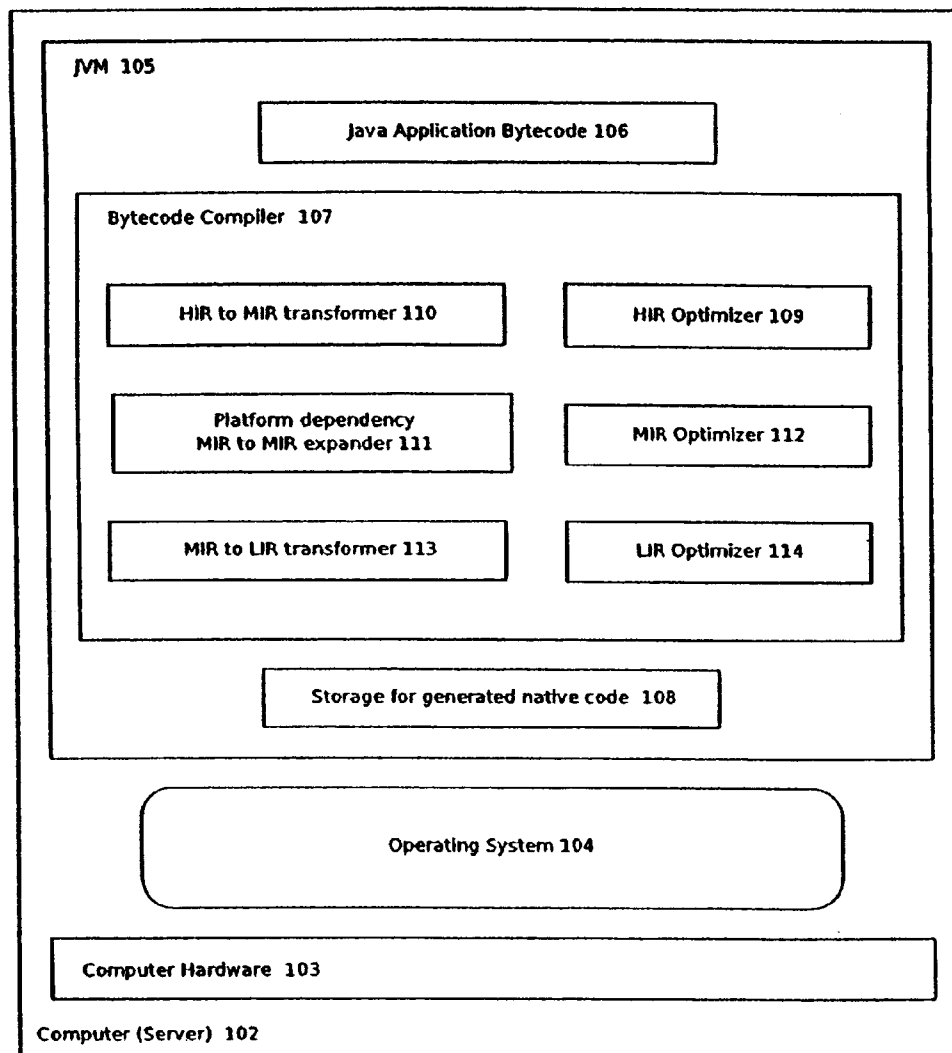 JVM 105
Java Application Bytecode 106
Bytecode Compiler 107
HIR to MIR transformer 110
HIR Optimizer 109
Platform dependency
MIR to MIR expander 111
MIR Optimizer 112
MIR to LIR transformer 113
LIR Optimizer 114
Storage for generated native code 108
Operating System 104
Computer Hardware 103
Computer (Server) 102